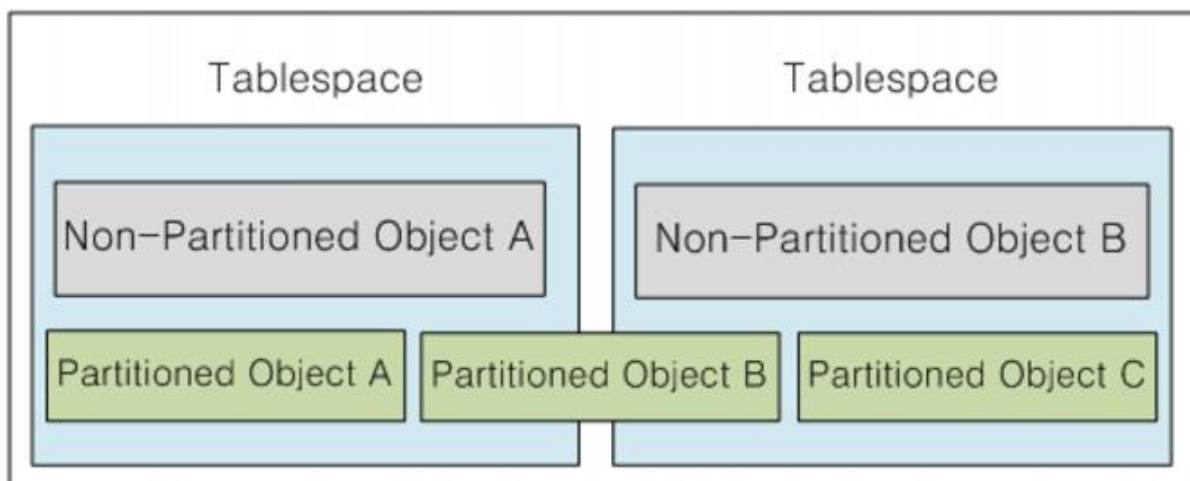 Tablespace
Tablespace
Non-Partitioned Object A
Non-Partitioned Object B
Partitioned Object A
Partitioned Object B
Partitioned Object C